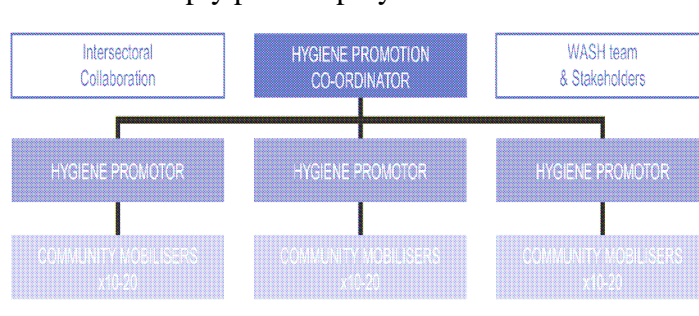 Intersectoral
Collaboration
HYGIENE PROMOTION
CO-ORDINATOR
WASH team
& Stakeholders
HYGIENE PROMOTOR
HYGIENE PROMOTOR
HYGIENE PROMOTOR
COMMUNITY MOBILISERS
x10-20
COMMUNITY MOBILISERS
x10-20
COMMUNITY MOBILISERS
x10-20